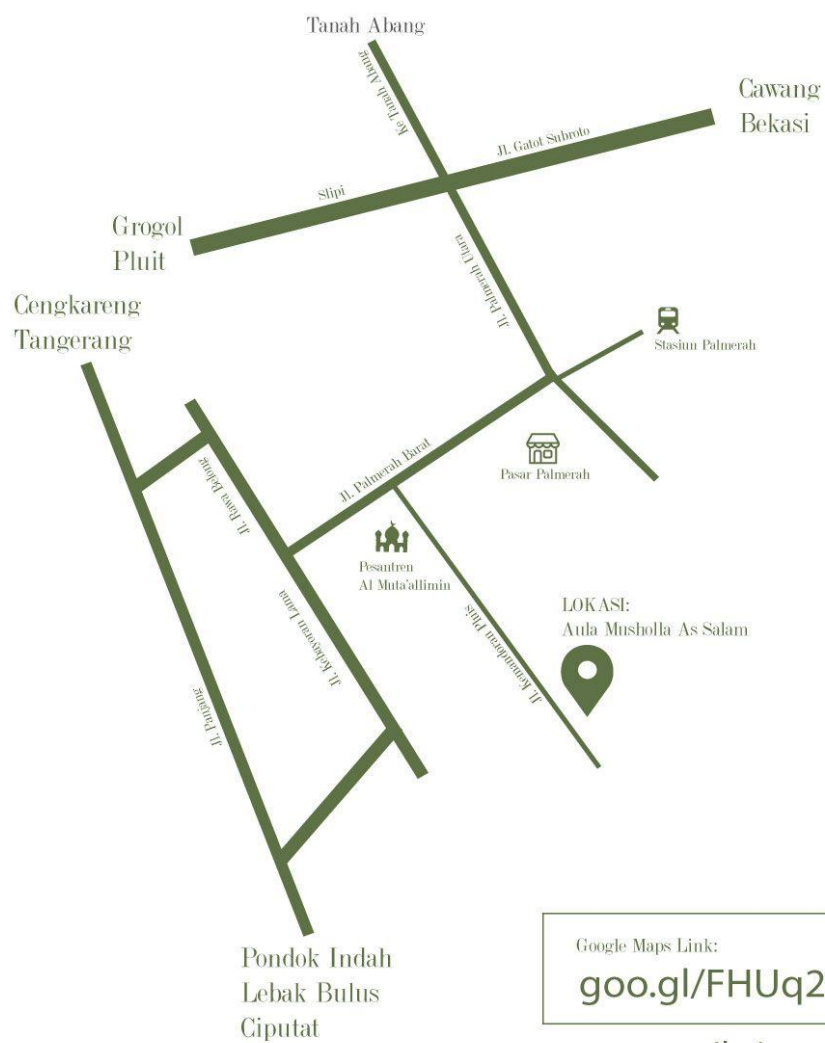 Tanah Abang
Ke Tanah Abang
Cawang
Bekasi
Jl. Gatot Subroto
Slipi
Grogol
Pluit
Jl. Palmerah Utara
Cengkareng
Tangerang
Stasiun Palmerah
Jl. Palmerah Barat
Pasar Palmerah
Jl. Rawa Belong
Pesantren
Al Muta'allimin
Jl. Kebayoran Lama
LOKASI:
Aula Musholla As Salam
Jl. Kemandoran Pluis
Jl. Panjang
Pondok Indah
Lebak Bulus
Ciputat
Google Maps Link:
goo.gl/FHUq2